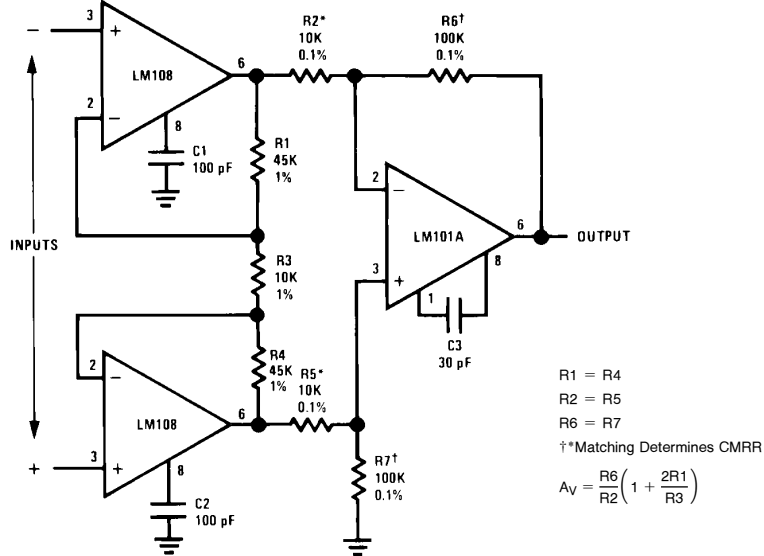 R2*
10K
0.1%
R6†
100K
0.1%
−
3
+
LM108
6
2
−
8
C1
100 pF
R1
45K
1%
INPUTS
R3
10K
1%
2
−
LM101A
6
OUTPUT
3
+
1
8
C3
30 pF
2
−
LM108
6
R4
45K
1%
R5*
10K
0.1%
+
3
+
8
C2
100 pF
R7†
100K
0.1%
R1 = R4
R2 = R5
R6 = R7
†*Matching Determines CMRR
AV = R6/R2 (1 + 2R1/R3)